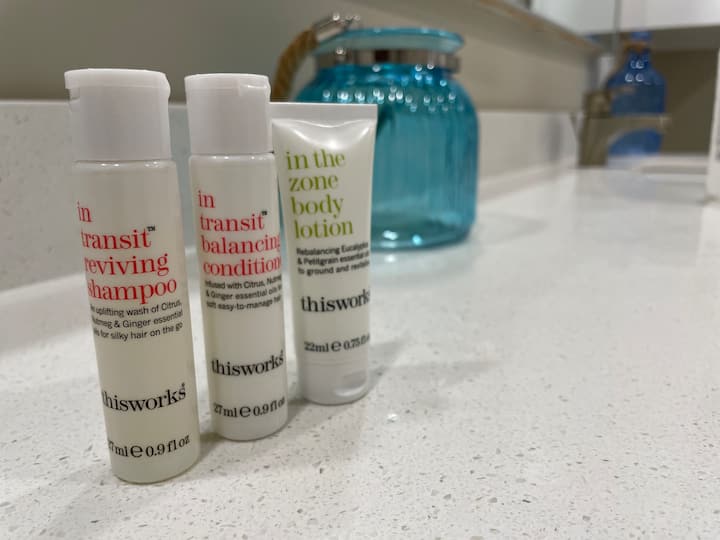 in
transit™
reviving
shampoo
uplifting wash of Citrus,
Nutmeg & Ginger essential
for silky hair on the go
thisworks
27ml e 0.9 fl oz
in
transit™
balancing
condition
Infused with Citrus, Nutmeg
& Ginger essential oils for
soft easy-to-manage hair
thisworks
27ml e 0.9 fl oz
in the
zone
body
lotion
Rebalancing Eucalyptus
& Petitgrain essential oils
to ground and revitalise
thisworks
22ml e 0.75 fl oz